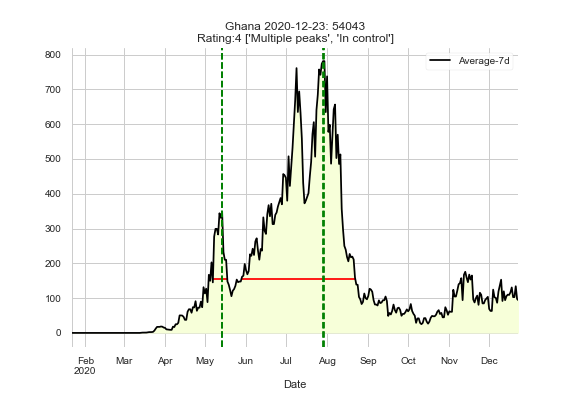 Ghana 2020-12-23: 54043
Rating:4 ['Multiple peaks', 'In control']
Average-7d
800
700
600
500
400
300
200
100
0
Feb Mar Apr May Jun Jul Aug Sep Oct Nov Dec
2020
Date